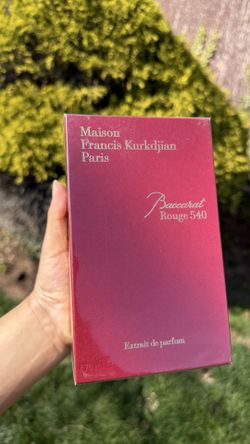 Maison
Francis Kurkdjian
Paris
Baccarat
Rouge 540
Extrait de parfum